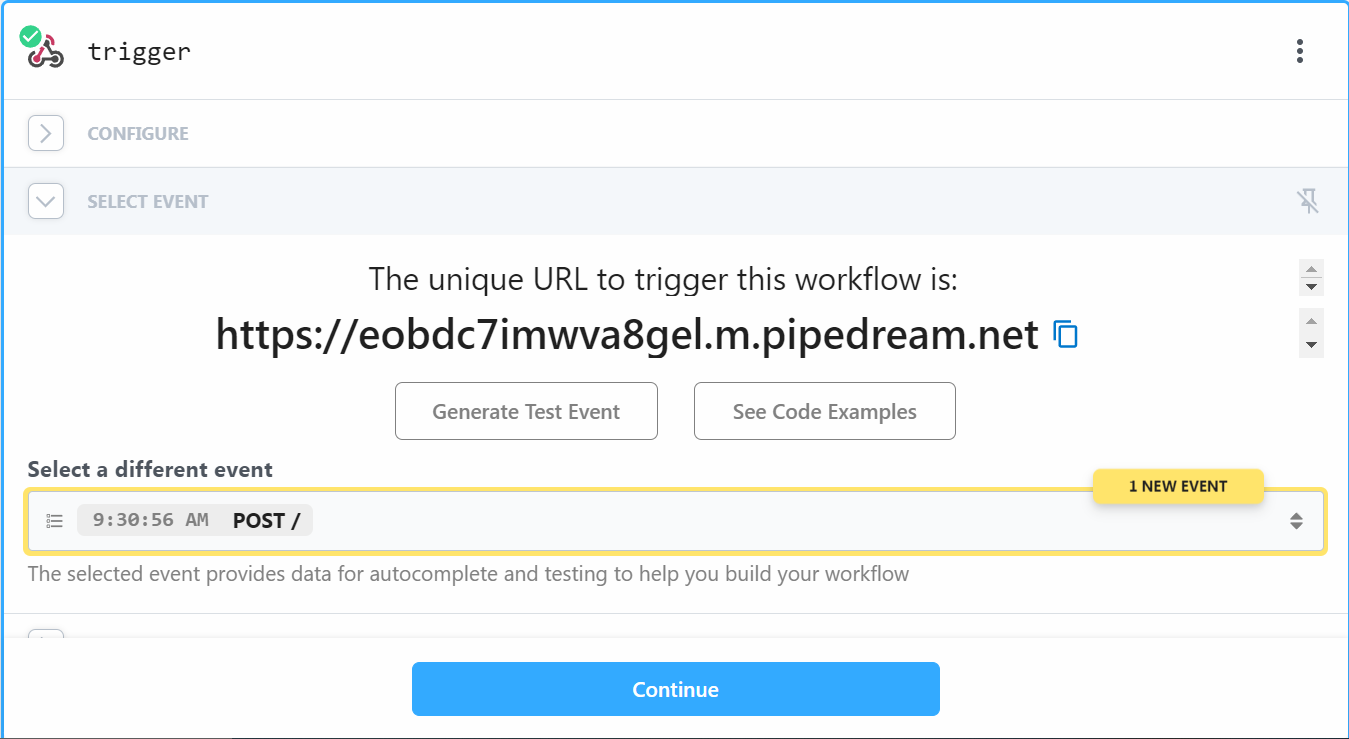 trigger
CONFIGURE
SELECT EVENT
The unique URL to trigger this workflow is:
https://eobdc7imwva8gel.m.pipedream.net
Generate Test Event See Code Examples
Select a different event
1 NEW EVENT
9:30:56 AM POST /
The selected event provides data for autocomplete and testing to help you build your workflow
Continue